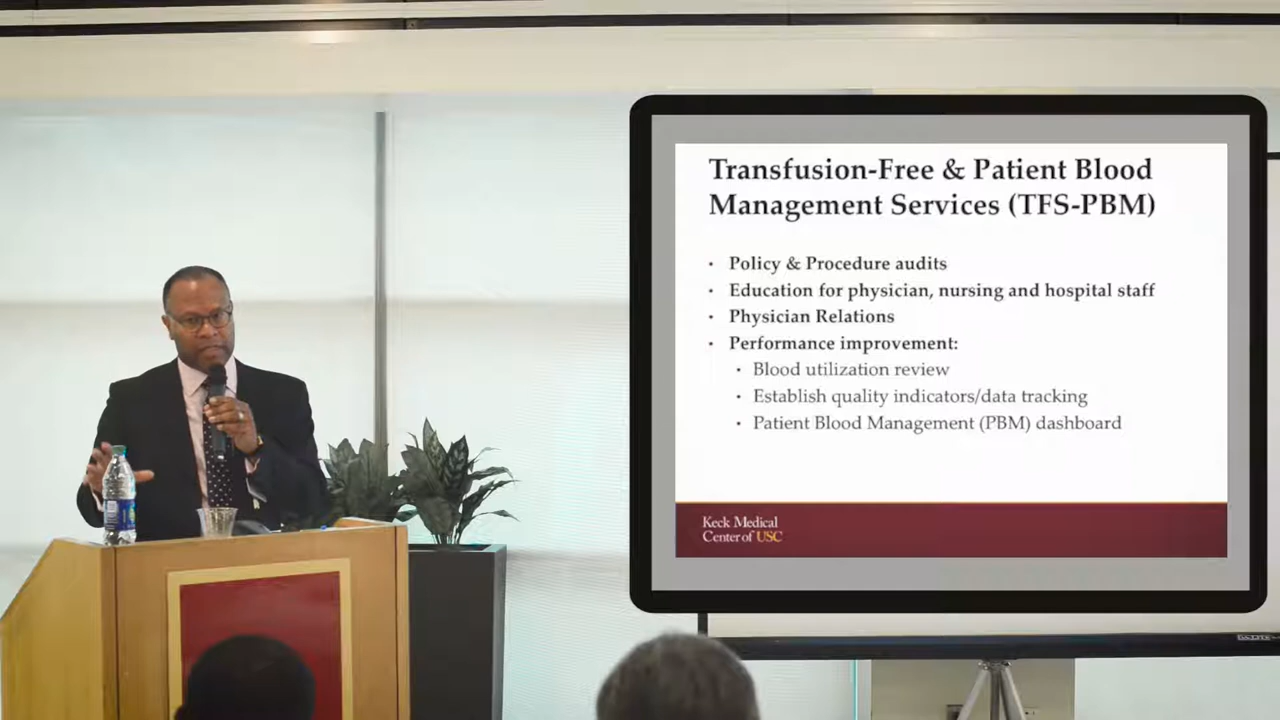 Transfusion-Free & Patient Blood
Management Services (TFS-PBM)
• Policy & Procedure audits
• Education for physician, nursing and hospital staff
• Physician Relations
• Performance improvement:
• Blood utilization review
• Establish quality indicators/data tracking
• Patient Blood Management (PBM) dashboard
Keck Medical
Center of USC